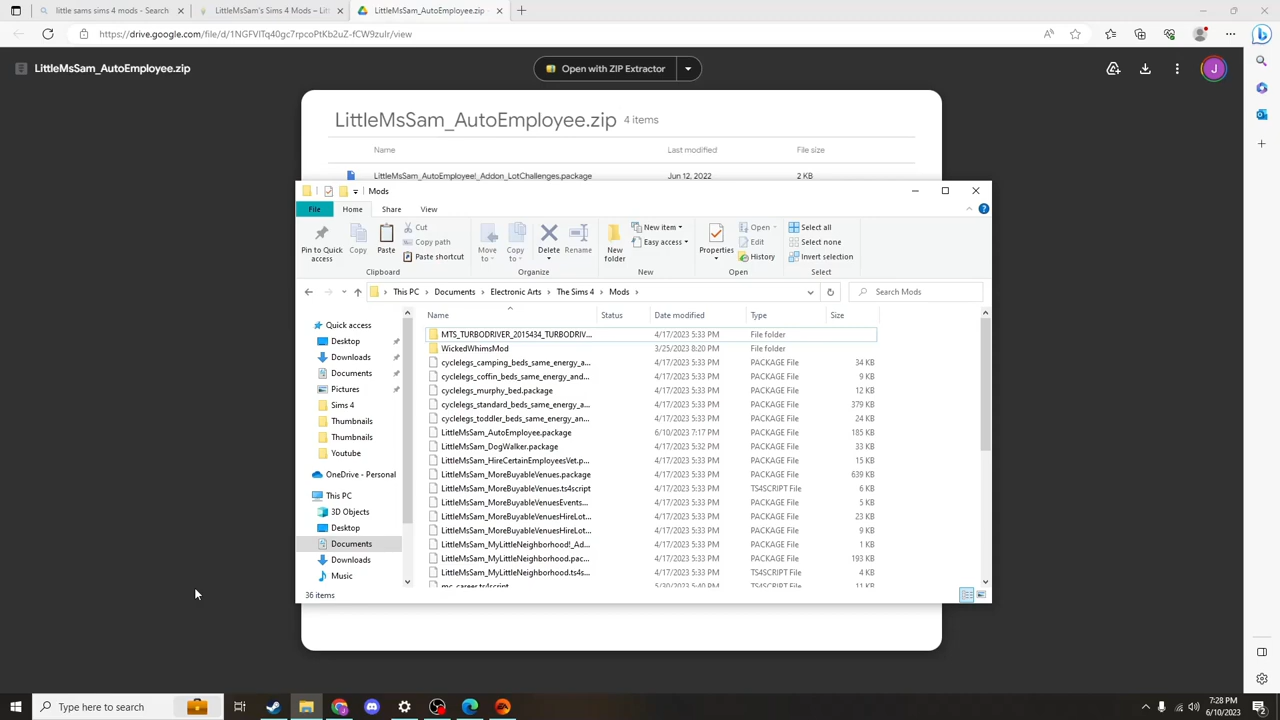 little sams sims 4 mods - Search
LittleMsSam's Sims 4 Mods – Litt
LittleMsSam_AutoEmployee.zip -
https://drive.google.com/file/d/1NGFVlTq40gc7rpcoPtKb2uZ-fCW9zulr/view
LittleMsSam_AutoEmployee.zip
Open with ZIP Extractor
J
LittleMsSam_AutoEmployee.zip 4 items
Name Last modified File size
LittleMsSam_AutoEmployee!_Addon_LotChallenges.package Jun 12, 2022 2 KB
Mods
File Home Share View
Pin to Quick access
Copy
Paste
Cut
Copy path
Paste shortcut
Move to
Copy to
Delete
Rename
New folder
New item
Easy access
Properties
Open
Edit
History
Select all
Select none
Invert selection
Clipboard Organize New Open Select
This PC > Documents > Electronic Arts > The Sims 4 > Mods >
Search Mods
Name Status Date modified Type Size
Quick access
Desktop
Downloads
Documents
Pictures
Sims 4
Thumbnails
Thumbnails
Youtube
OneDrive - Personal
This PC
3D Objects
Desktop
Documents
Downloads
Music
MTS_TURBODRIVER_2015434_TURBODRIV... 4/17/2023 5:33 PM File folder
WickedWhimsMod 3/25/2023 8:20 PM File folder
cyclelegs_camping_beds_same_energy_a... 4/17/2023 5:33 PM PACKAGE File 34 KB
cyclelegs_coffin_beds_same_energy_and... 4/17/2023 5:33 PM PACKAGE File 9 KB
cyclelegs_murphy_bed.package 4/17/2023 5:33 PM PACKAGE File 12 KB
cyclelegs_standard_beds_same_energy_a... 4/17/2023 5:33 PM PACKAGE File 379 KB
cyclelegs_toddler_beds_same_energy_an... 4/17/2023 5:33 PM PACKAGE File 24 KB
LittleMsSam_AutoEmployee.package 6/10/2023 7:17 PM PACKAGE File 185 KB
LittleMsSam_DogWalker.package 4/17/2023 5:32 PM PACKAGE File 33 KB
LittleMsSam_HireCertainEmployeesVet.p... 4/17/2023 5:33 PM PACKAGE File 15 KB
LittleMsSam_MoreBuyableVenues.package 4/17/2023 5:33 PM PACKAGE File 639 KB
LittleMsSam_MoreBuyableVenues.ts4script 4/17/2023 5:33 PM TS4SCRIPT File 6 KB
LittleMsSam_MoreBuyableVenuesEvents... 4/17/2023 5:33 PM PACKAGE File 5 KB
LittleMsSam_MoreBuyableVenuesHireLot... 4/17/2023 5:33 PM PACKAGE File 23 KB
LittleMsSam_MoreBuyableVenuesHireLot... 4/17/2023 5:33 PM PACKAGE File 9 KB
LittleMsSam_MyLittleNeighborhood!_Ad... 4/17/2023 5:33 PM PACKAGE File 1 KB
LittleMsSam_MyLittleNeighborhood.pac... 4/17/2023 5:33 PM PACKAGE File 193 KB
LittleMsSam_MyLittleNeighborhood.ts4s... 4/17/2023 5:33 PM TS4SCRIPT File 4 KB
mc_career.ts4script 5/30/2023 5:40 PM TS4SCRIPT File 11 KB
36 items
Type here to search
7:28 PM
6/10/2023
2